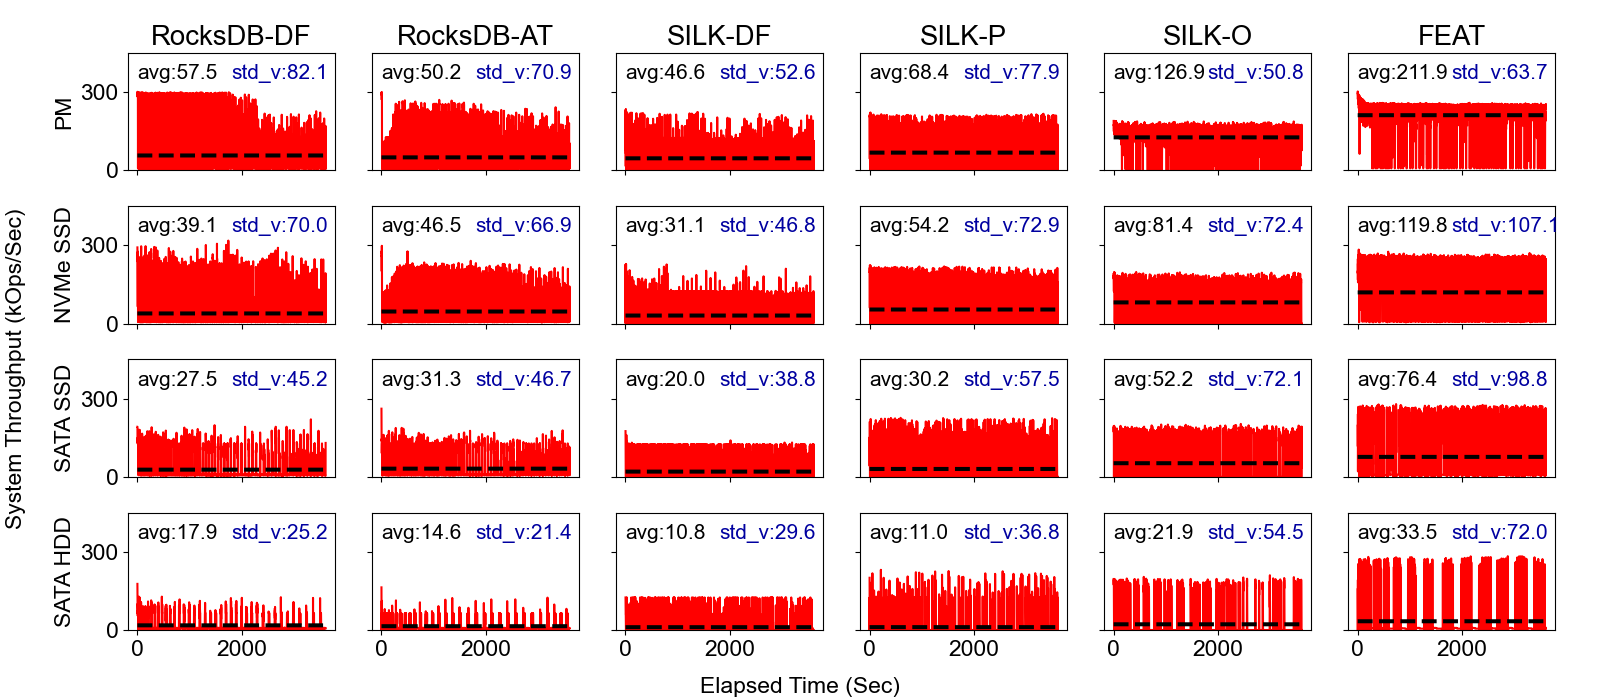 RocksDB-DF RocksDB-AT SILK-DF SILK-P SILK-O FEAT
System Throughput (kOps/Sec)
PM
300
0
avg:57.5 std_v:82.1
avg:50.2 std_v:70.9
avg:46.6 std_v:52.6
avg:68.4 std_v:77.9
avg:126.9 std_v:50.8
avg:211.9 std_v:63.7
NVMe SSD
300
0
avg:39.1 std_v:70.0
avg:46.5 std_v:66.9
avg:31.1 std_v:46.8
avg:54.2 std_v:72.9
avg:81.4 std_v:72.4
avg:119.8 std_v:107.1
SATA SSD
300
0
avg:27.5 std_v:45.2
avg:31.3 std_v:46.7
avg:20.0 std_v:38.8
avg:30.2 std_v:57.5
avg:52.2 std_v:72.1
avg:76.4 std_v:98.8
SATA HDD
300
0
avg:17.9 std_v:25.2
avg:14.6 std_v:21.4
avg:10.8 std_v:29.6
avg:11.0 std_v:36.8
avg:21.9 std_v:54.5
avg:33.5 std_v:72.0
0 2000 0 2000 0 2000 0 2000 0 2000 0 2000
Elapsed Time (Sec)